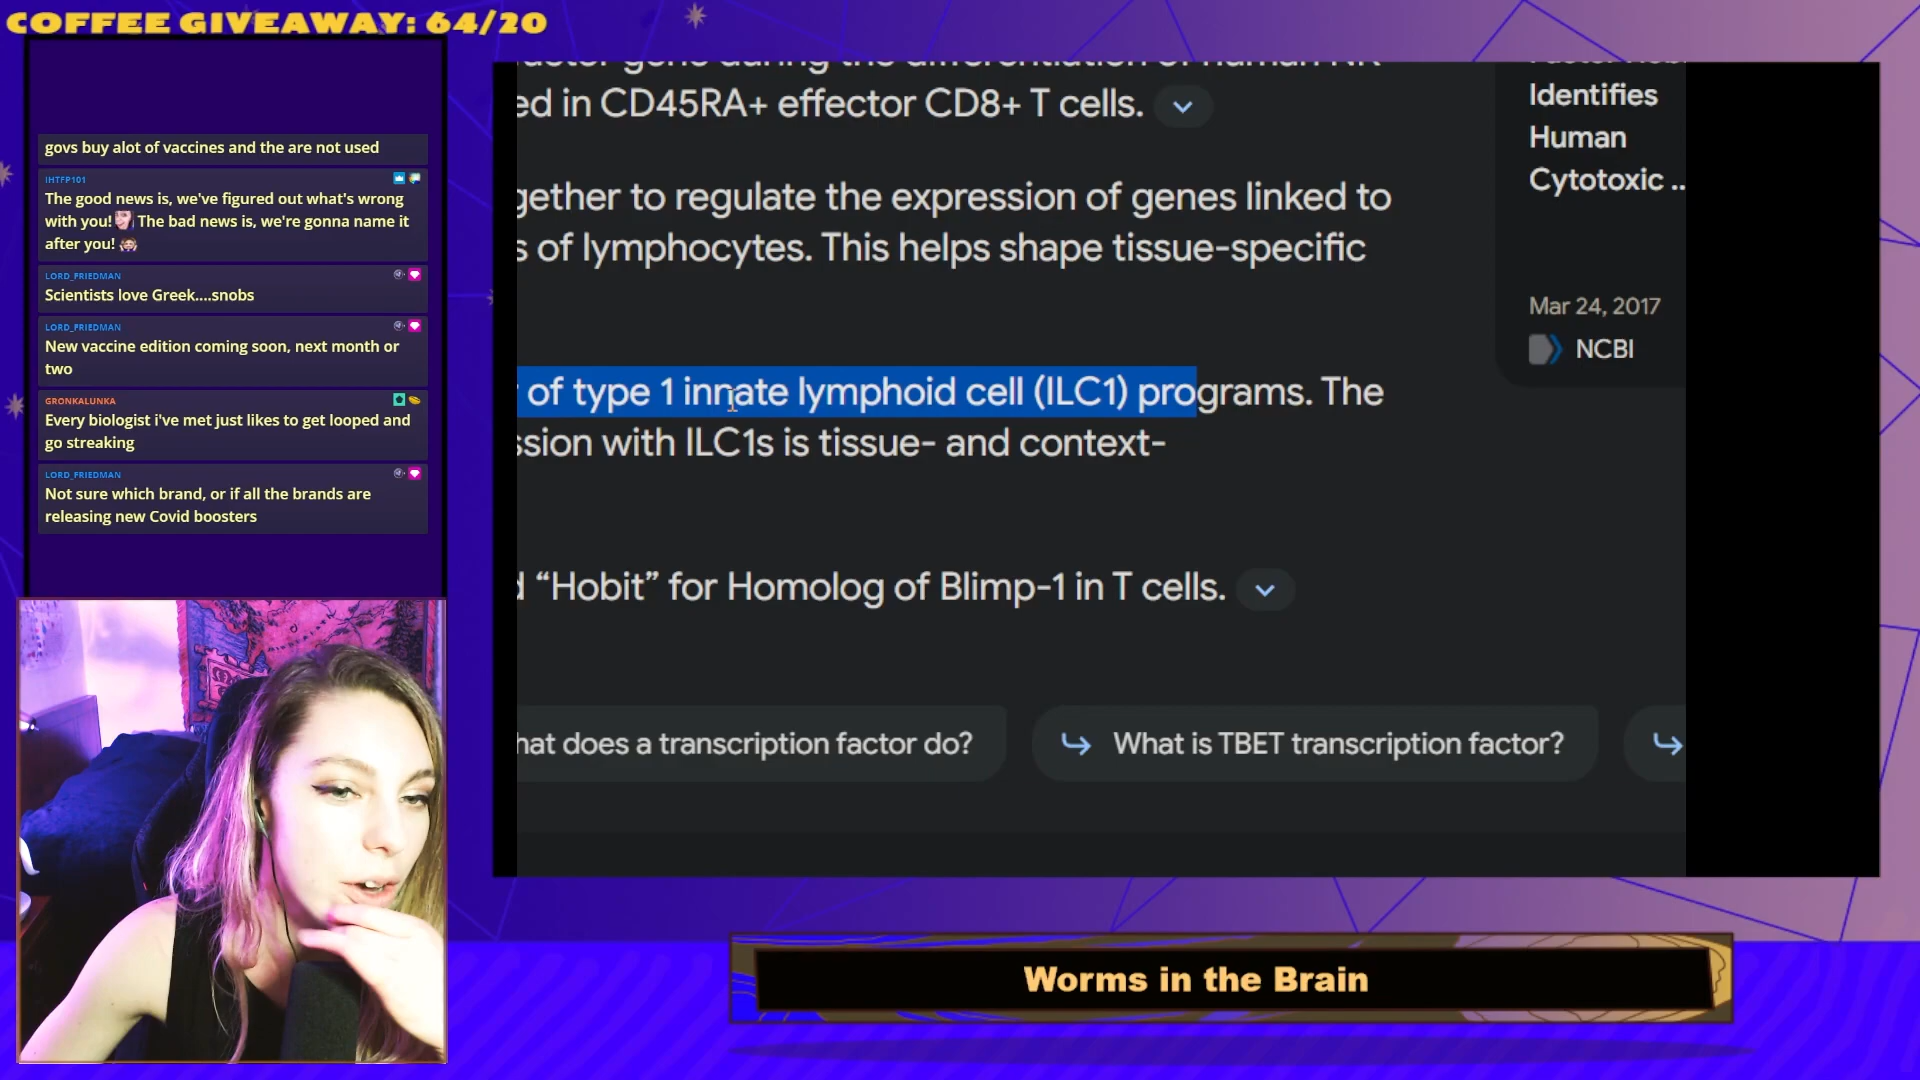 COFFEE GIVEAWAY: 64/20
govs buy alot of vaccines and the are not used
IHTFP101
The good news is, we've figured out what's wrong
with you! The bad news is, we're gonna name it
after you!
LORD_FRIEDMAN
Scientists love Greek....snobs
LORD_FRIEDMAN
New vaccine edition coming soon, next month or
two
GRONKALUNKA
Every biologist i've met just likes to get looped and
go streaking
LORD_FRIEDMAN
Not sure which brand, or if all the brands are
releasing new Covid boosters
gene during the differentiation of human NK
ed in CD45RA+ effector CD8+ T cells.
gether to regulate the expression of genes linked to
s of lymphocytes. This helps shape tissue-specific
of type 1 innate lymphoid cell (ILC1) programs. The
ssion with ILC1s is tissue- and context-
“Hobit” for Homolog of Blimp-1 in T cells.
hat does a transcription factor do?
What is TBET transcription factor?
Identifies
Human
Cytotoxic ...
Mar 24, 2017
NCBI
Worms in the Brain